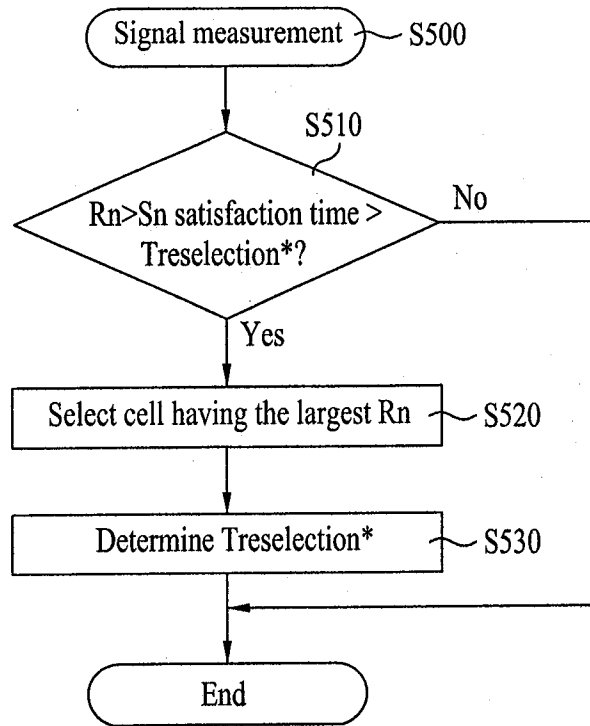 Signal measurement
S500
S510
Rn>Sn satisfaction time >
Treselection*?
No
Yes
Select cell having the largest Rn
S520
Determine Treselection*
S530
End